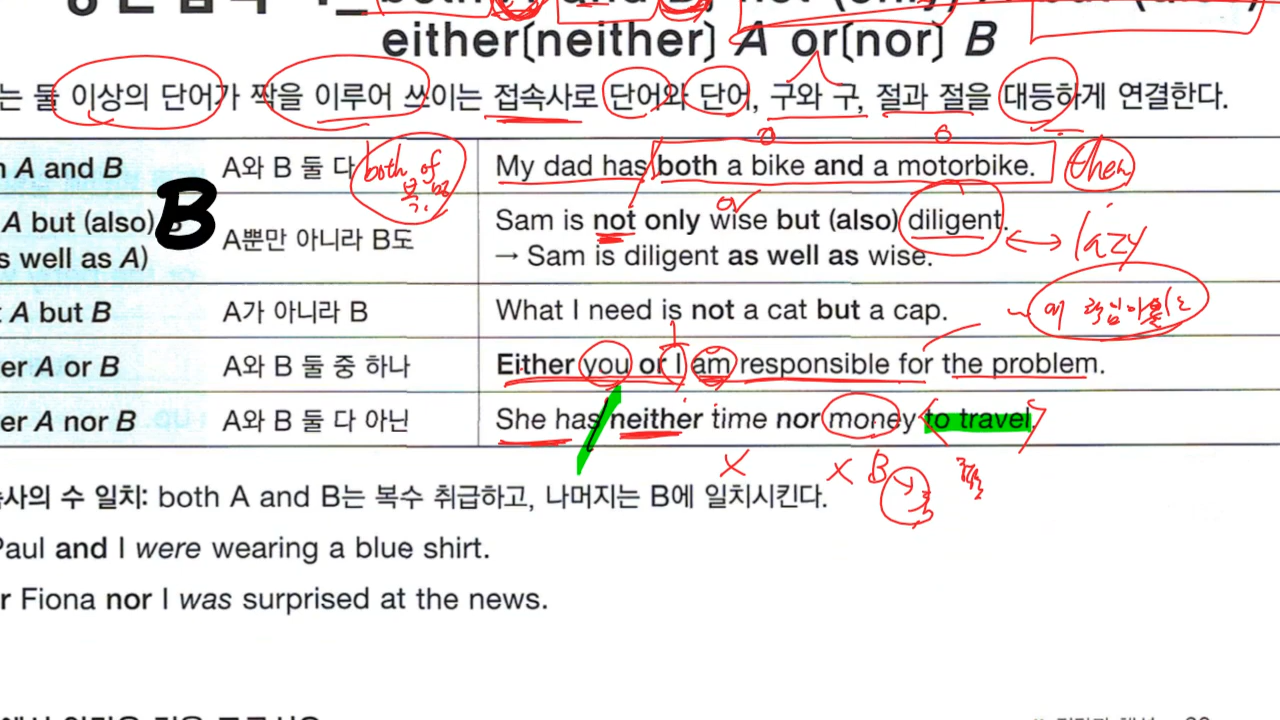 either(neither) A or(nor) B
는 둘 이상의 단어가 짝을 이루어 쓰이는 접속사로 단어와 단어, 구와 구, 절과 절을 대등하게 연결한다.
A and B A와 B 둘 다 both of My dad has both a bike and a motorbike. then
A but (also) B A뿐만 아니라 B도 Sam is not only wise but (also) diligent. lazy
s well as A) → Sam is diligent as well as wise.
A but B A가 아니라 B What I need is not a cat but a cap.
er A or B A와 B 둘 중 하나 Either you or I am responsible for the problem.
er A nor B A와 B 둘 다 아닌 She has neither time nor money to travel.
X X B
속사의 수 일치: both A and B는 복수 취급하고, 나머지는 B에 일치시킨다.
Paul and I were wearing a blue shirt.
r Fiona nor I was surprised at the news.